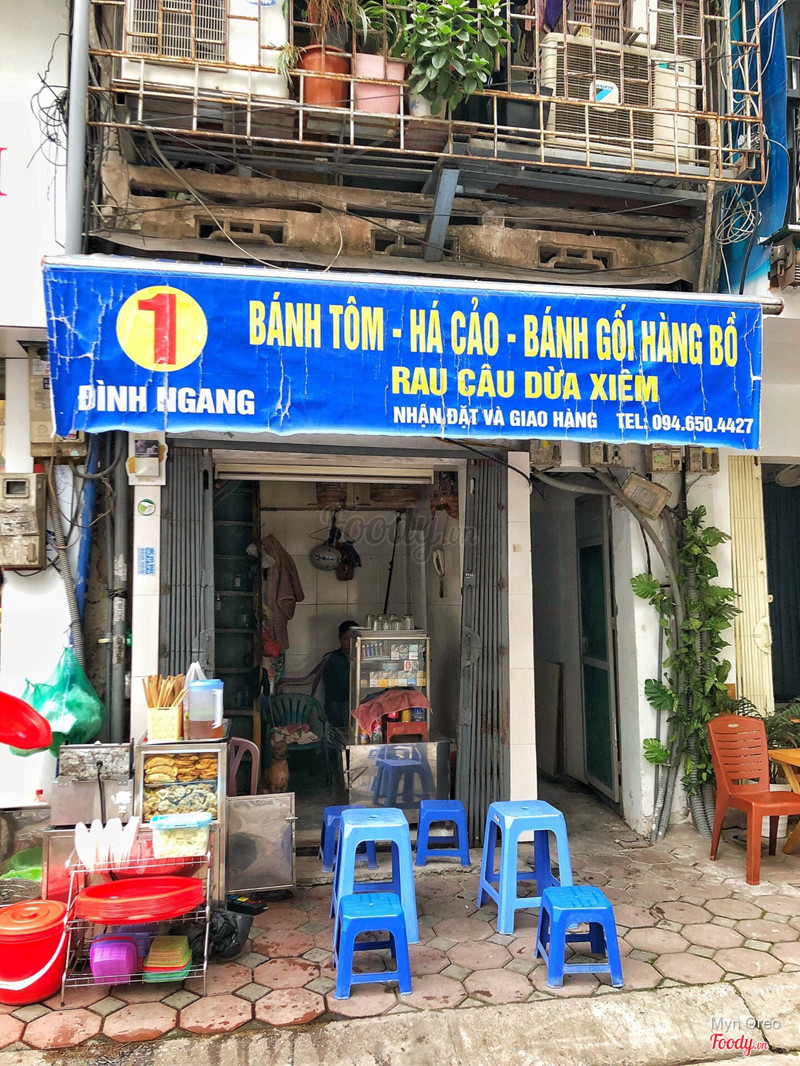 1
ĐÌNH NGANG
BÁNH TÔM - HÁ CẢO - BÁNH GỐI HÀNG BỒ
RAU CÂU DỪA XIÊM
NHẬN ĐẶT VÀ GIAO HÀNG TEL: 094.650.4427
Foody.vn
Myn Oreo
Foody.vn